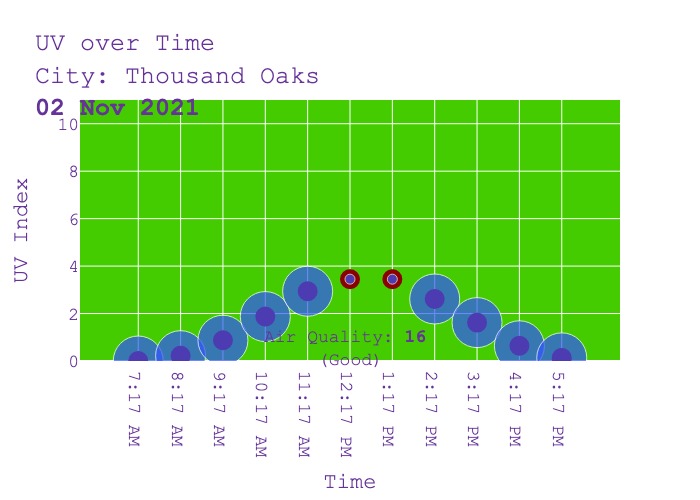 UV over Time
City: Thousand Oaks
02 Nov 2021
10
8
6
4
2
0
UV Index
Air Quality: 16
(Good)
7:17 AM
8:17 AM
9:17 AM
10:17 AM
11:17 AM
12:17 PM
1:17 PM
2:17 PM
3:17 PM
4:17 PM
5:17 PM
Time